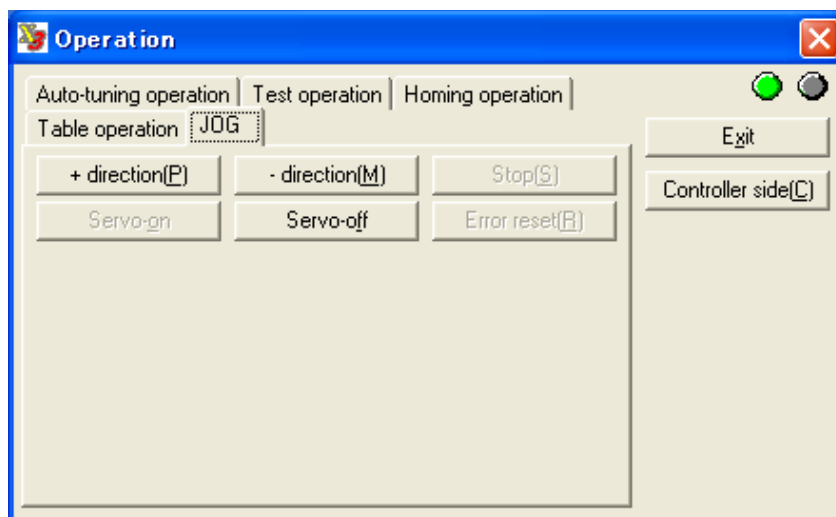 Operation
Auto-tuning operation Test operation Homing operation
Table operation JOG
Exit
+ direction(P) - direction(M) Stop(S)
Controller side(C)
Servo-on Servo-off Error reset(R)